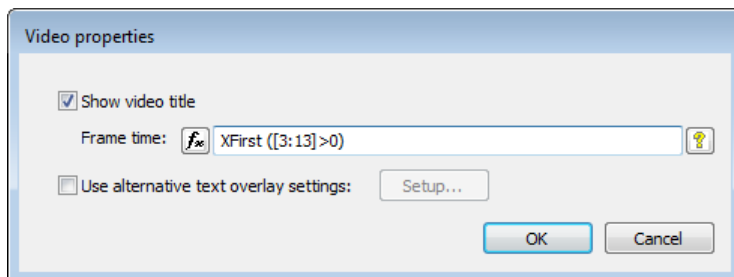 Video properties
Show video title
Frame time: fx XFirst ([3:13]>0) ?
Use alternative text overlay settings: Setup...
OK Cancel